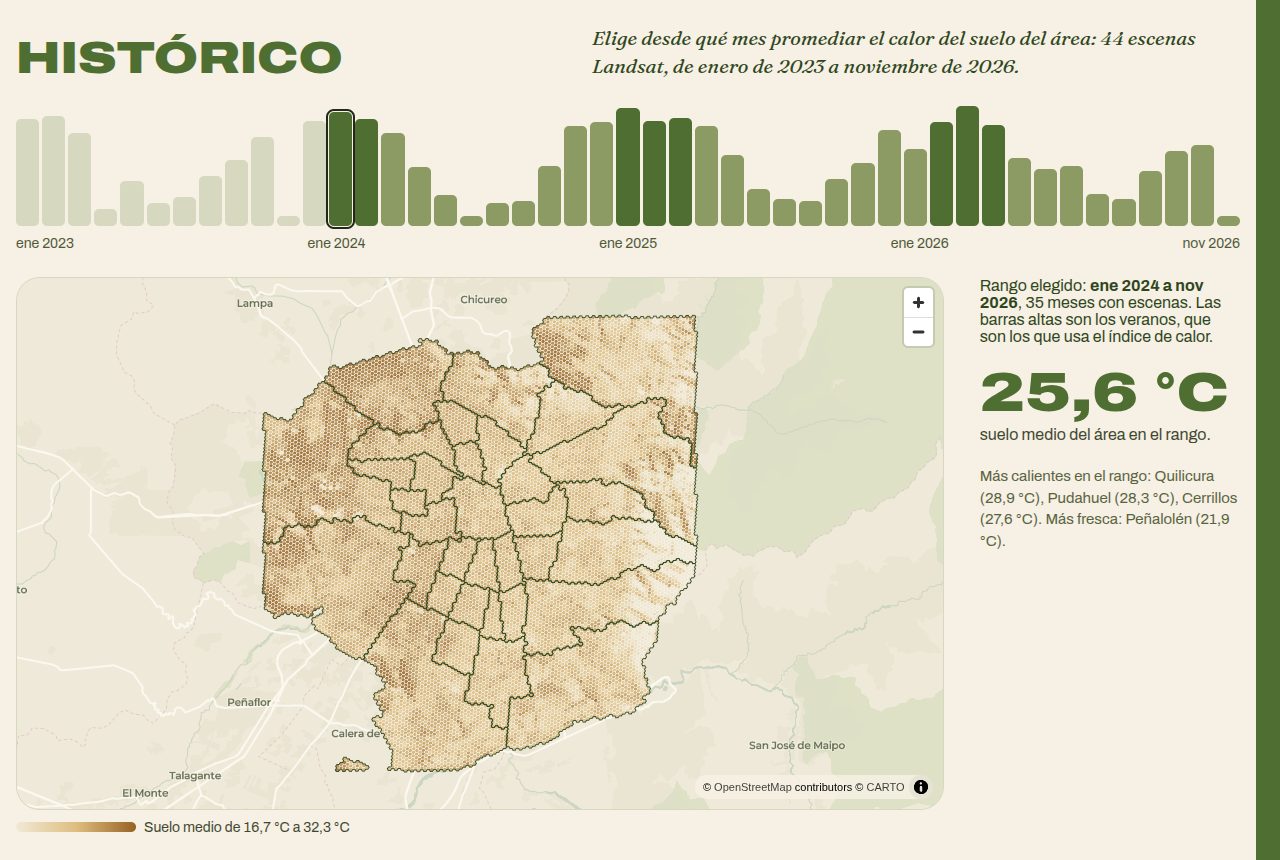 HISTÓRICO
Elige desde qué mes promediar el calor del suelo del área: 44 escenas
Landsat, de enero de 2023 a noviembre de 2026.
ene 2023
ene 2024
ene 2025
ene 2026
nov 2026
Lampa
Chicureo
to
Peñaflor
Calera de
Talagante
El Monte
San José de Maipo
+
−
© OpenStreetMap contributors © CARTO
Suelo medio de 16,7 °C a 32,3 °C
Rango elegido: ene 2024 a nov
2026, 35 meses con escenas. Las
barras altas son los veranos, que
son los que usa el índice de calor.
25,6 °C
suelo medio del área en el rango.
Más calientes en el rango: Quilicura
(28,9 °C), Pudahuel (28,3 °C), Cerrillos
(27,6 °C). Más fresca: Peñalolén (21,9
°C).